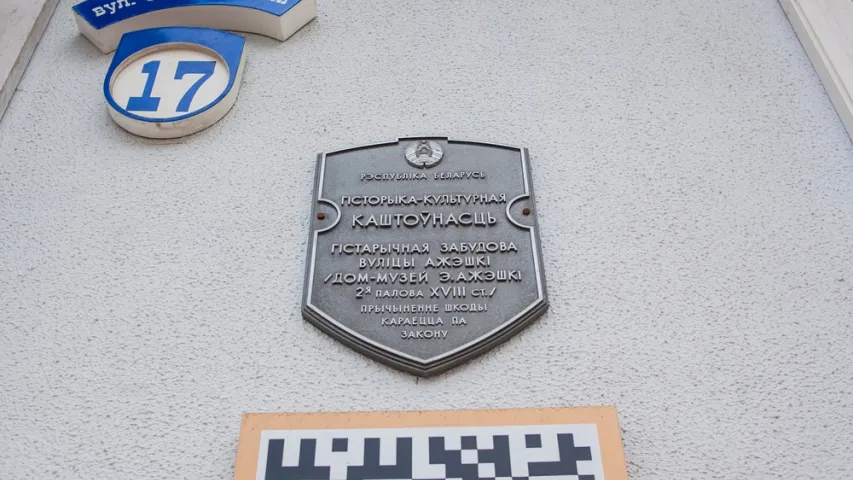 вул.
17
РЭСПУБЛІКА БЕЛАРУСЬ
ГІСТОРЫКА-КУЛЬТУРНАЯ
КАШТОЎНАСЦЬ
ГІСТАРЫЧНАЯ ЗАБУДОВА
ВУЛІЦЫ АЖЭШКІ
/ДОМ-МУЗЕЙ Э.АЖЭШКІ
2я ПАЛОВА XVIII СТ./
ПРЫЧЫНЕННЕ ШКОДЫ
КАРАЕЦЦА ПА
ЗАКОНУ